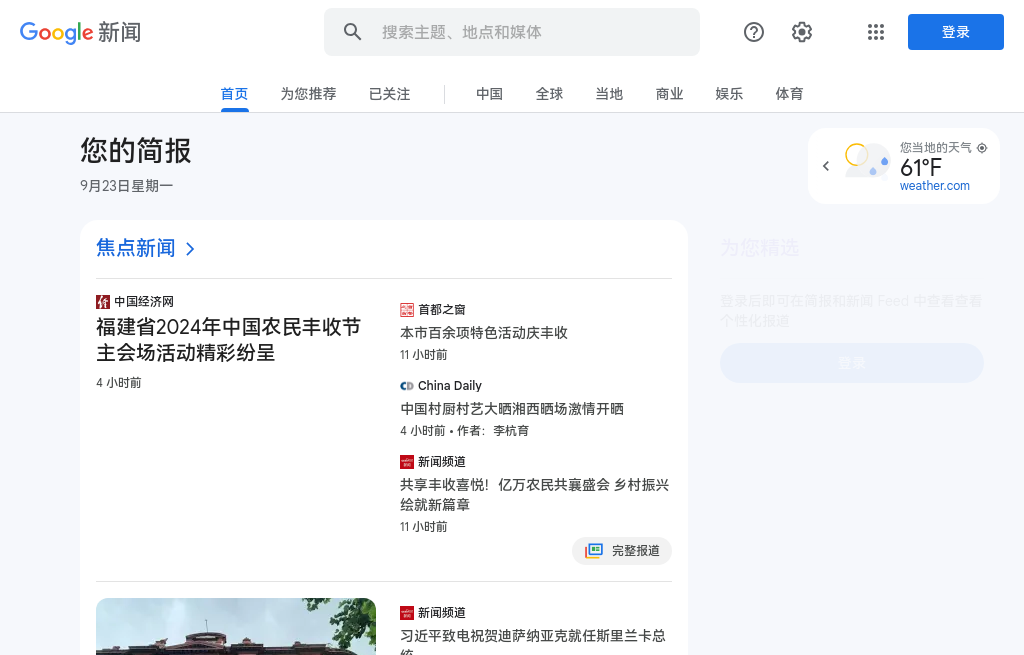 Google 新闻
搜索主题、地点和媒体
登录
首页
为您推荐
已关注
中国
全球
当地
商业
娱乐
体育
您的简报
9月23日星期一
您当地的天气
61°F
weather.com
焦点新闻
中国经济网
福建省2024年中国农民丰收节
主会场活动精彩纷呈
4 小时前
首都之窗
本市百余项特色活动庆丰收
11 小时前
China Daily
中国村厨村艺大晒湘西晒场激情开晒
4 小时前 • 作者：李杭育
新闻频道
共享丰收喜悦！亿万农民共襄盛会 乡村振兴
绘就新篇章
11 小时前
完整报道
新闻频道
习近平致电祝贺迪萨纳亚克就任斯里兰卡总
统
为您精选
登录后即可在简报和新闻 Feed 中查看查看
个性化报道
登录